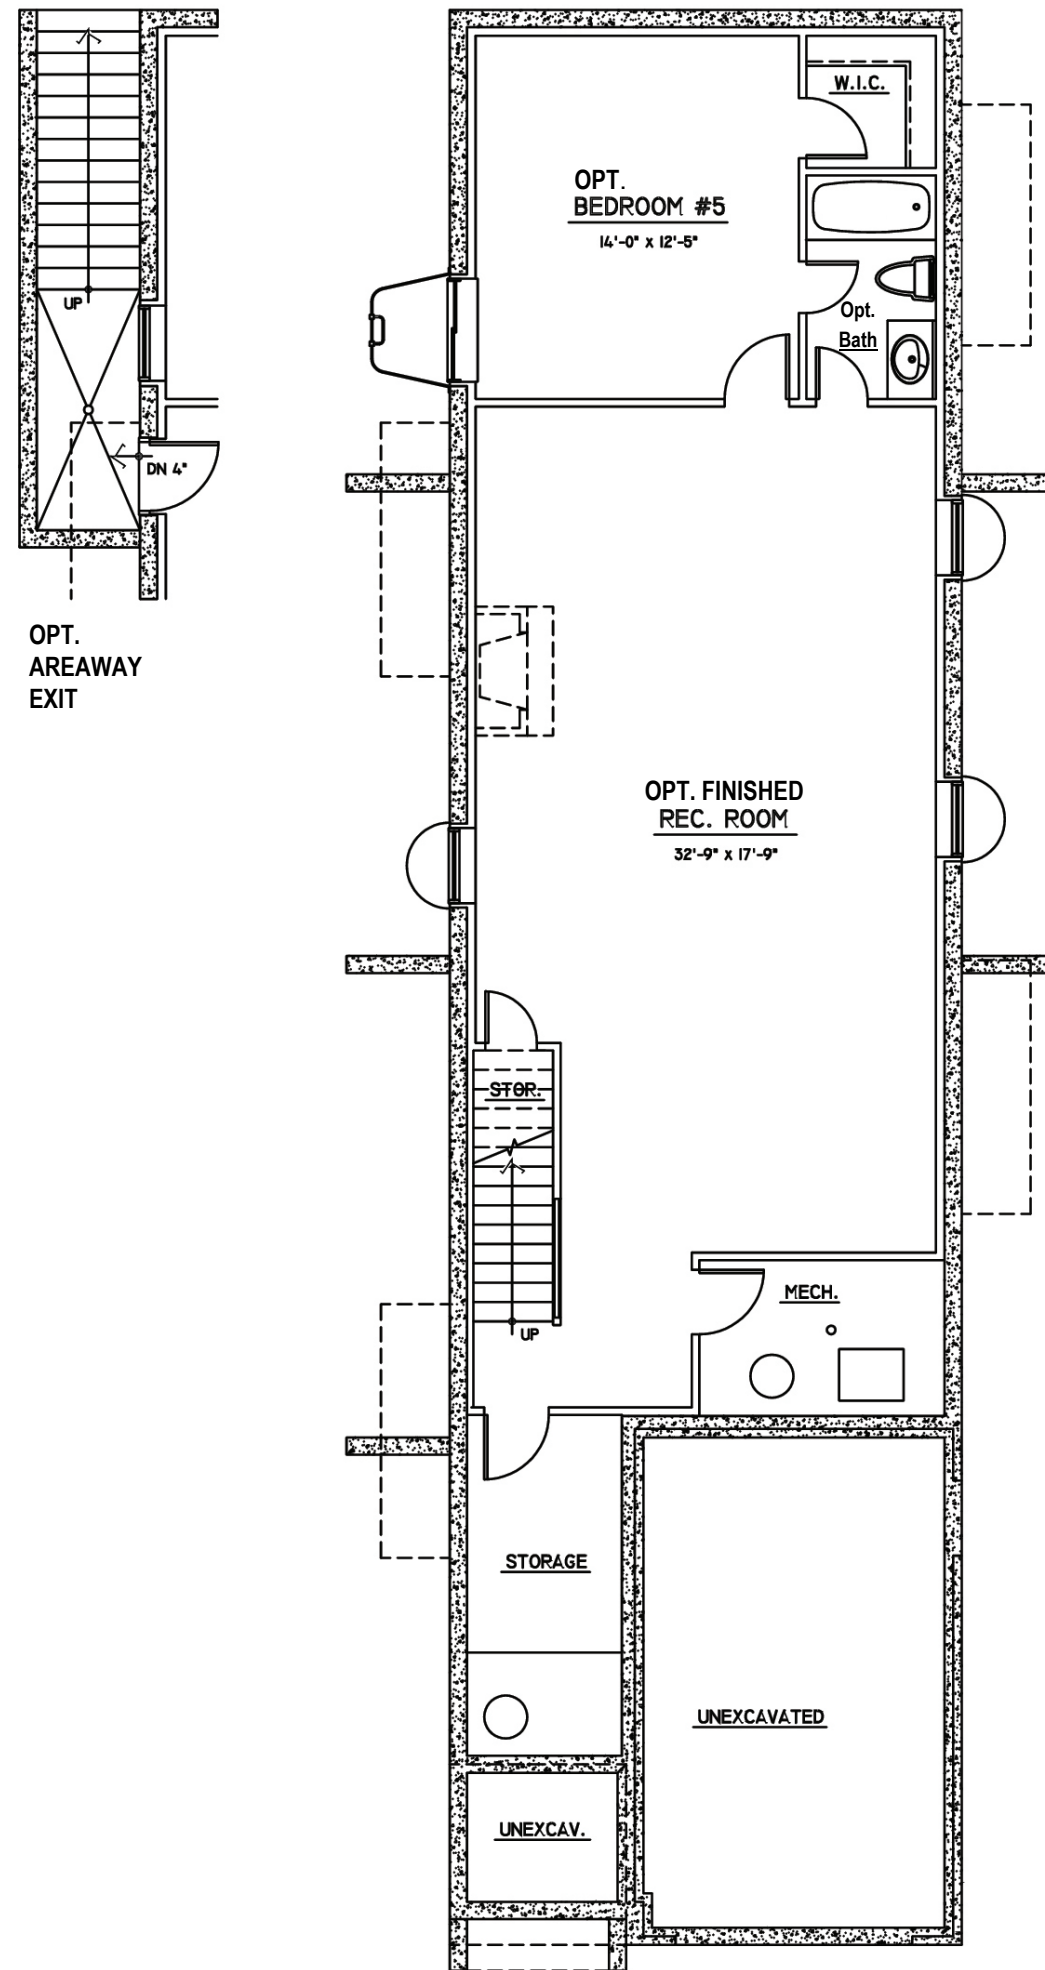 UP
DN 4"
OPT.
AREAWAY
EXIT
W.I.C.
OPT.
BEDROOM #5
14'-0" x 12'-5"
Opt.
Bath
OPT. FINISHED
REC. ROOM
32'-9" x 17'-9"
STOR.
UP
MECH.
STORAGE
UNEXCAVATED
UNEXCAV.